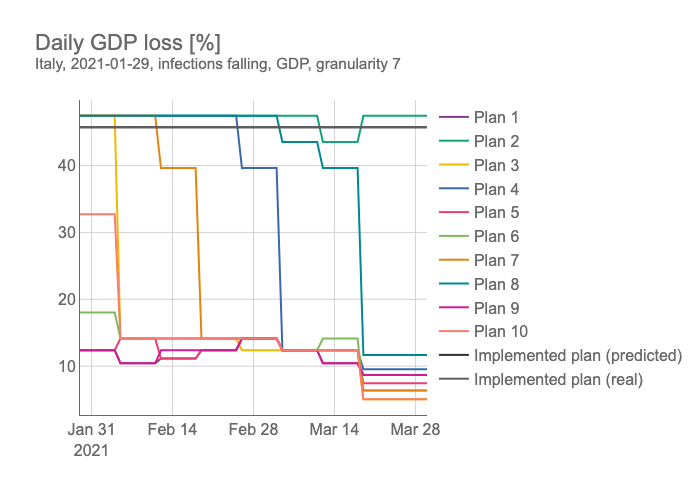 Daily GDP loss [%]
Italy, 2021-01-29, infections falling, GDP, granularity 7
40
30
20
10
Jan 31
2021
Feb 14
Feb 28
Mar 14
Mar 28
Plan 1
Plan 2
Plan 3
Plan 4
Plan 5
Plan 6
Plan 7
Plan 8
Plan 9
Plan 10
Implemented plan (predicted)
Implemented plan (real)